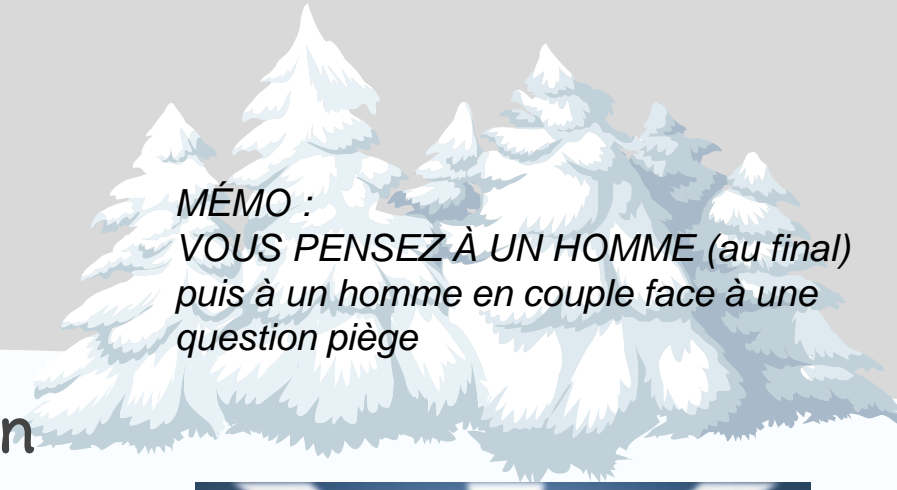 MÉMO :
VOUS PENSEZ À UN HOMME (au final)
puis à un homme en couple face à une
question piège
n